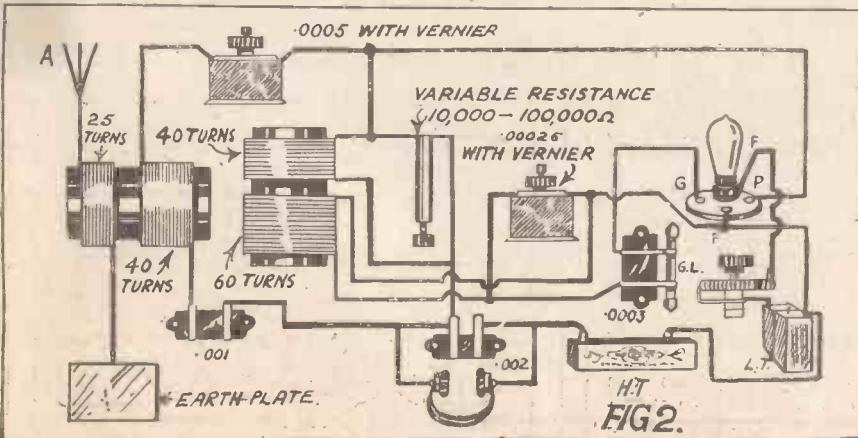 .0005 WITH VERNIER
A
VARIABLE RESISTANCE
10,000 - 100,000Ω
.00026
WITH VERNIER
25
TURNS
40 TURNS
F
G
P
F
40
TURNS
60 TURNS
G.L.
.0003
.001
.002
L.T.
EARTH-PLATE.
H.T
FIG 2.